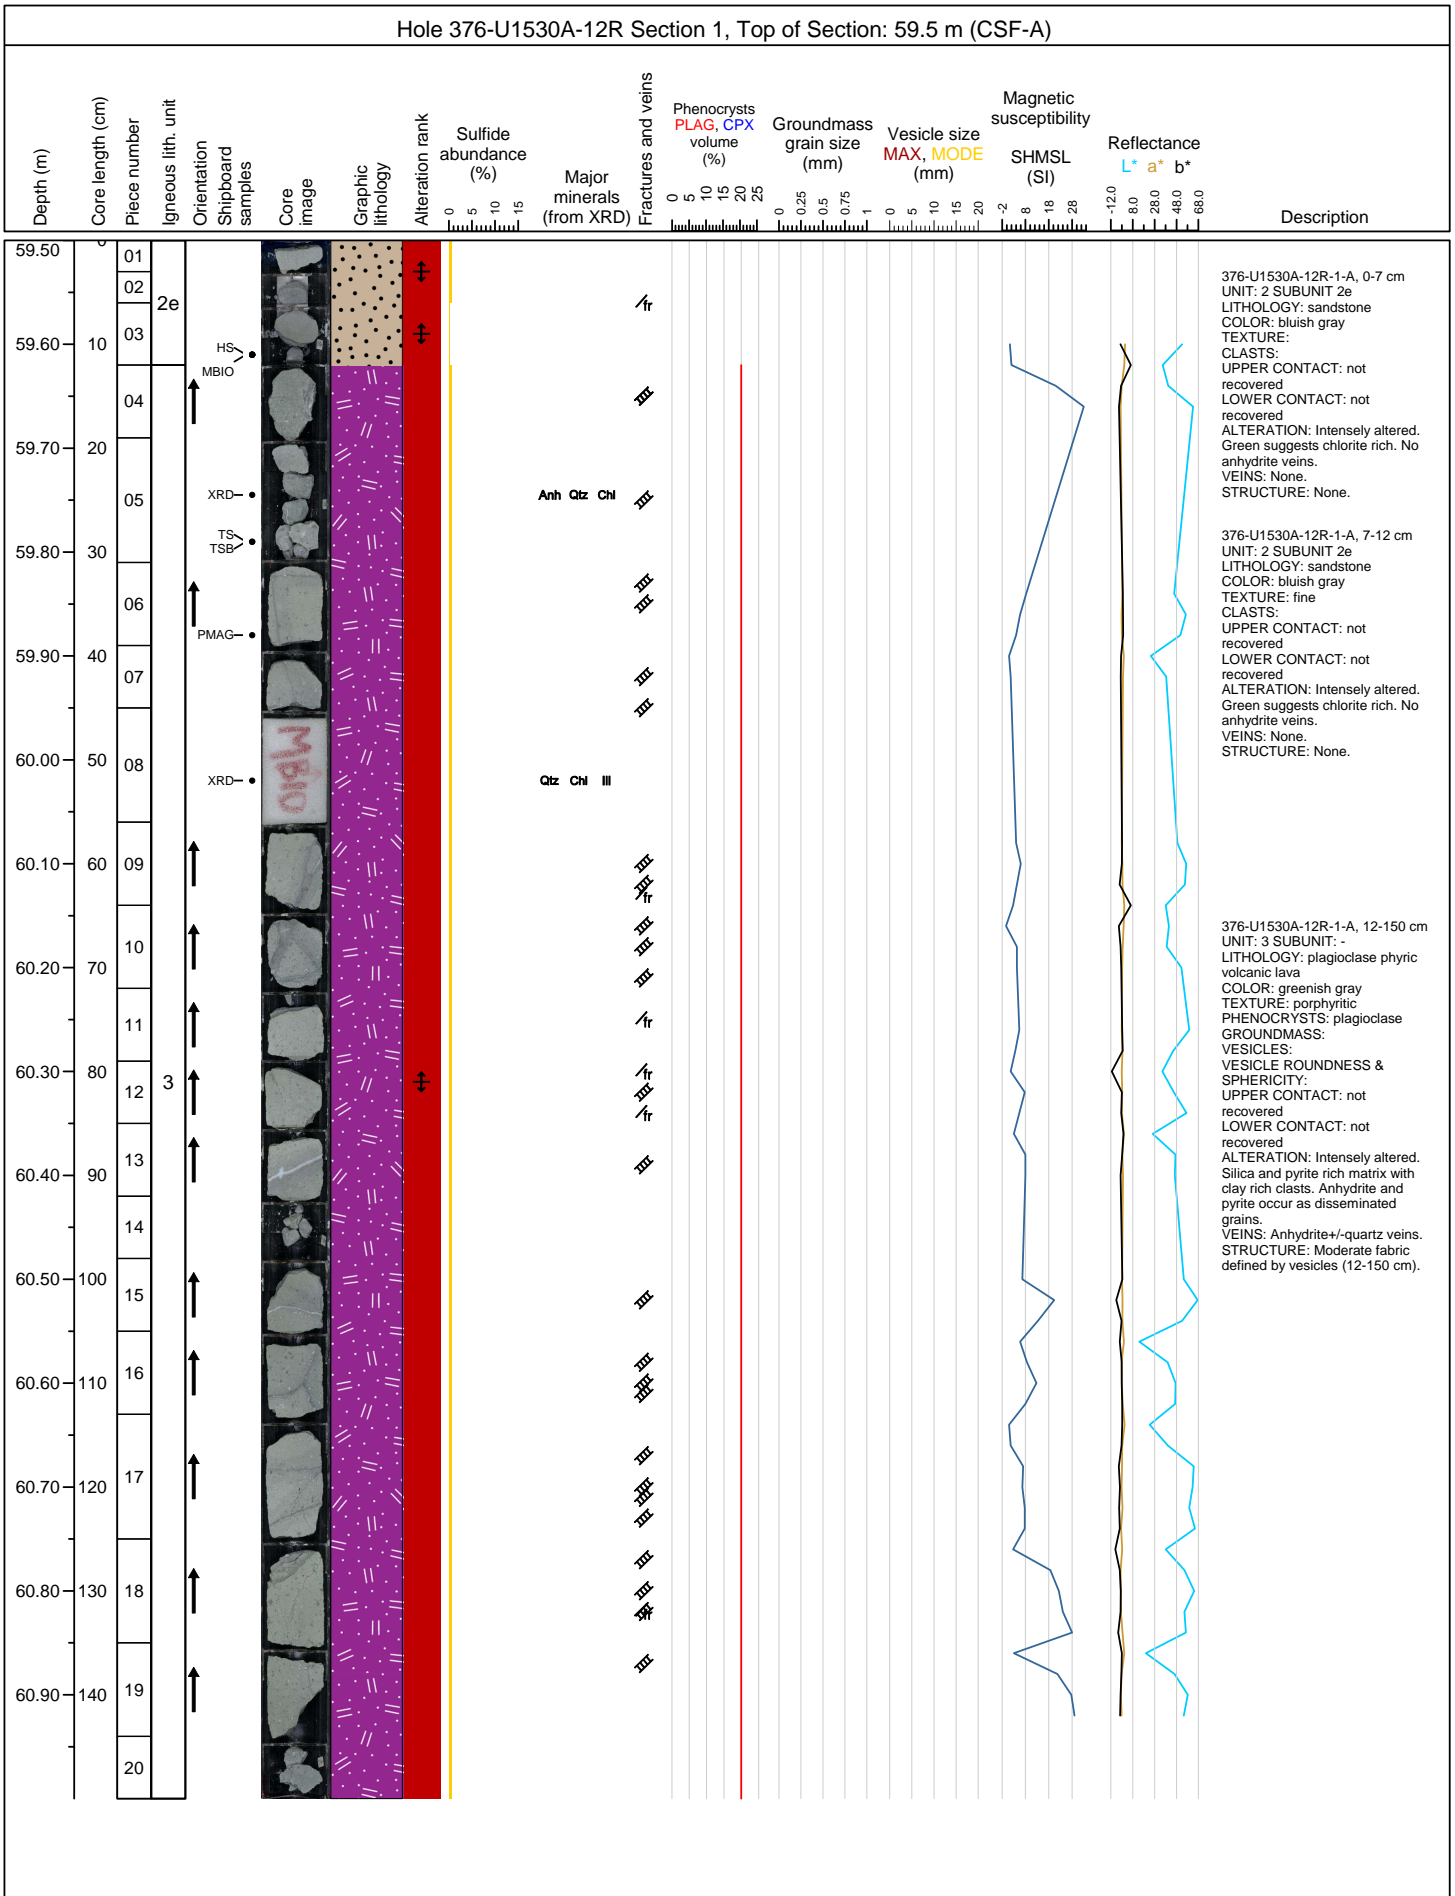 Hole 376-U1530A-12R Section 1, Top of Section: 59.5 m (CSF-A)
Depth (m)
Core length (cm)
Piece number
Igneous lith. unit
Orientation
Shipboard
samples
Core
image
Graphic
lithology
Alteration rank
Sulfide
abundance
(%)
0 5 10 15
Major
minerals
(from XRD)
Fractures and veins
Phenocrysts
PLAG, CPX
volume
(%)
0 5 10 15 20 25
Groundmass
grain size
(mm)
0 0.25 0.5 0.75 1
Vesicle size
MAX, MODE
(mm)
0 5 10 15 20
Magnetic
susceptibility
SHMSL
(SI)
-2 8 18 28
Reflectance
L* a* b*
-12.0 8.0 28.0 48.0 68.0
Description
59.50 0
59.60 10
59.70 20
59.80 30
59.90 40
60.00 50
60.10 60
60.20 70
60.30 80
60.40 90
60.50 100
60.60 110
60.70 120
60.80 130
60.90 140
01
02
03
04
05
06
07
08
09
10
11
12
13
14
15
16
17
18
19
20
2e
3
HS
MBIO
XRD
TS
TSB
PMAG
XRD
MBIO
Anh Qtz Chl
Qtz Chl Ill
fr
fr
fr
fr
fr
fr
376-U1530A-12R-1-A, 0-7 cm
UNIT: 2 SUBUNIT 2e
LITHOLOGY: sandstone
COLOR: bluish gray
TEXTURE:
CLASTS:
UPPER CONTACT: not
recovered
LOWER CONTACT: not
recovered
ALTERATION: Intensely altered.
Green suggests chlorite rich. No
anhydrite veins.
VEINS: None.
STRUCTURE: None.
376-U1530A-12R-1-A, 7-12 cm
UNIT: 2 SUBUNIT 2e
LITHOLOGY: sandstone
COLOR: bluish gray
TEXTURE: fine
CLASTS:
UPPER CONTACT: not
recovered
LOWER CONTACT: not
recovered
ALTERATION: Intensely altered.
Green suggests chlorite rich. No
anhydrite veins.
VEINS: None.
STRUCTURE: None.
376-U1530A-12R-1-A, 12-150 cm
UNIT: 3 SUBUNIT: -
LITHOLOGY: plagioclase phyric
volcanic lava
COLOR: greenish gray
TEXTURE: porphyritic
PHENOCRYSTS: plagioclase
GROUNDMASS:
VESICLES:
VESICLE ROUNDNESS &
SPHERICITY:
UPPER CONTACT: not
recovered
LOWER CONTACT: not
recovered
ALTERATION: Intensely altered.
Silica and pyrite rich matrix with
clay rich clasts. Anhydrite and
pyrite occur as disseminated
grains.
VEINS: Anhydrite+/-quartz veins.
STRUCTURE: Moderate fabric
defined by vesicles (12-150 cm).